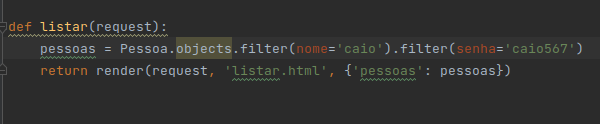 def listar(request):
pessoas = Pessoa.objects.filter(nome='caio').filter(senha='caio567')
return render(request, 'listar.html', {'pessoas': pessoas})